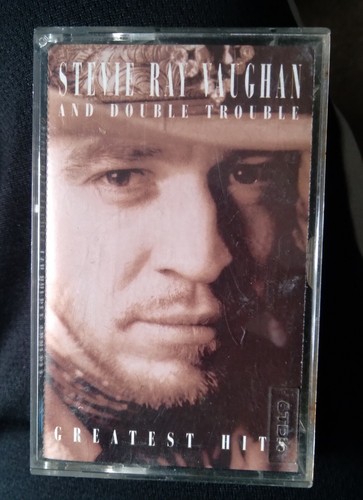 STEVIE RAY VAUGHAN
AND DOUBLE TROUBLE
GREATEST HITS